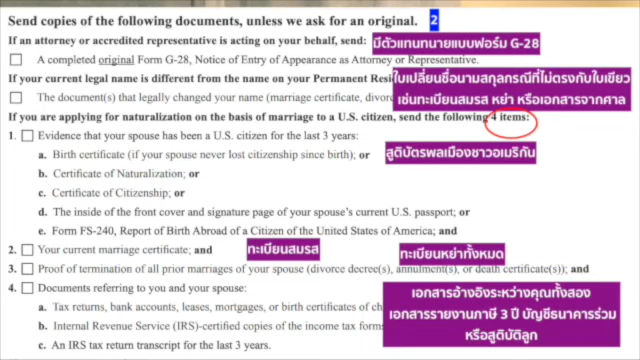 Send copies of the following documents, unless we ask for an original. 2
If an attorney or accredited representative is acting on your behalf, send: มีตัวแทนทนายแบบฟอร์ม G-28
A completed original Form G-28, Notice of Entry of Appearance as Attorney or Representative.
If your current legal name is different from the name on your Permanent Resi
ใบเปลี่ยนชื่อนามสกุลกรณีที่ไม่ตรงกับใบเขียว
The document(s) that legally changed your name (marriage certificate, divorc
เช่นทะเบียนสมรส หย่า หรือเอกสารจากศาล
If you are applying for naturalization on the basis of marriage to a U.S. citizen, send the following 4 items:
1. Evidence that your spouse has been a U.S. citizen for the last 3 years:
a. Birth certificate (if your spouse never lost citizenship since birth); or สูติบัตรพลเมืองชาวอเมริกัน
b. Certificate of Naturalization; or
c. Certificate of Citizenship; or
d. The inside of the front cover and signature page of your spouse's current U.S. passport; or
e. Form FS-240, Report of Birth Abroad of a Citizen of the United States of America; and
2. Your current marriage certificate; and ทะเบียนสมรส ทะเบียนหย่าทั้งหมด
3. Proof of termination of all prior marriages of your spouse (divorce decree(s), annulment(s), or death certificate(s)); and
4. Documents referring to you and your spouse:
เอกสารอ้างอิงระหว่างคุณทั้งสอง
a. Tax returns, bank accounts, leases, mortgages, or birth certificates of ch
เอกสารรายงานภาษี 3 ปี บัญชีธนาคารร่วม
b. Internal Revenue Service (IRS)-certified copies of the income tax forms
หรือสูติบัติลูก
c. An IRS tax return transcript for the last 3 years.